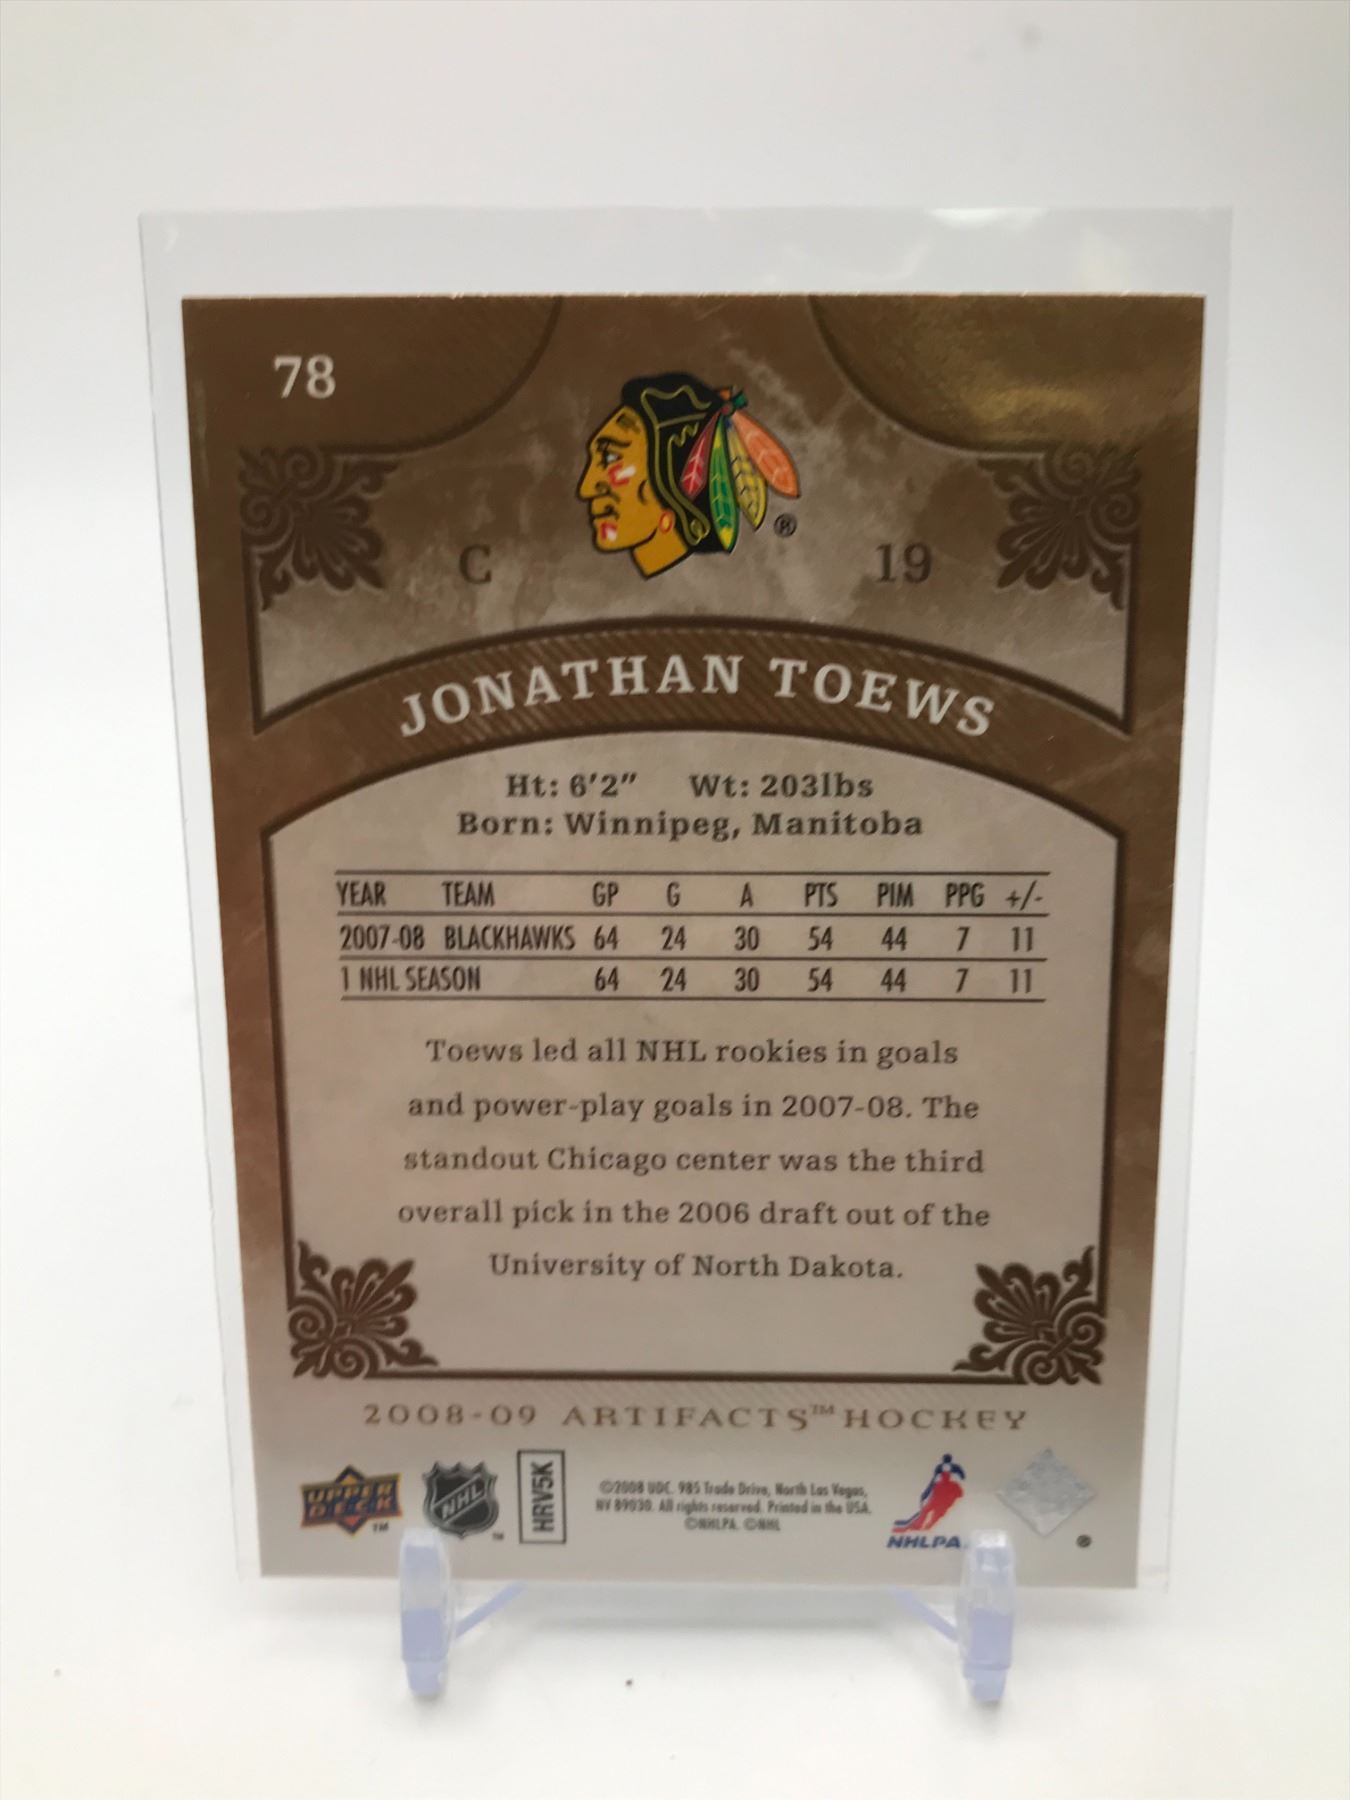 78
®
C 19
JONATHAN TOEWS
Ht: 6'2" Wt: 203lbs
Born: Winnipeg, Manitoba
YEAR TEAM GP G A PTS PIM PPG +/-
2007-08 BLACKHAWKS 64 24 30 54 44 7 11
1 NHL SEASON 64 24 30 54 44 7 11
Toews led all NHL rookies in goals
and power-play goals in 2007-08. The
standout Chicago center was the third
overall pick in the 2006 draft out of the
University of North Dakota.
2008-09 ARTIFACTS™ HOCKEY
UPPER DECK ™
NHL ™
HRV5K
©2008 UDC. 985 Trade Drive, North Las Vegas,
NV 89030. All rights reserved. Printed in the USA.
©NHLPA. ©NHL
NHLPA